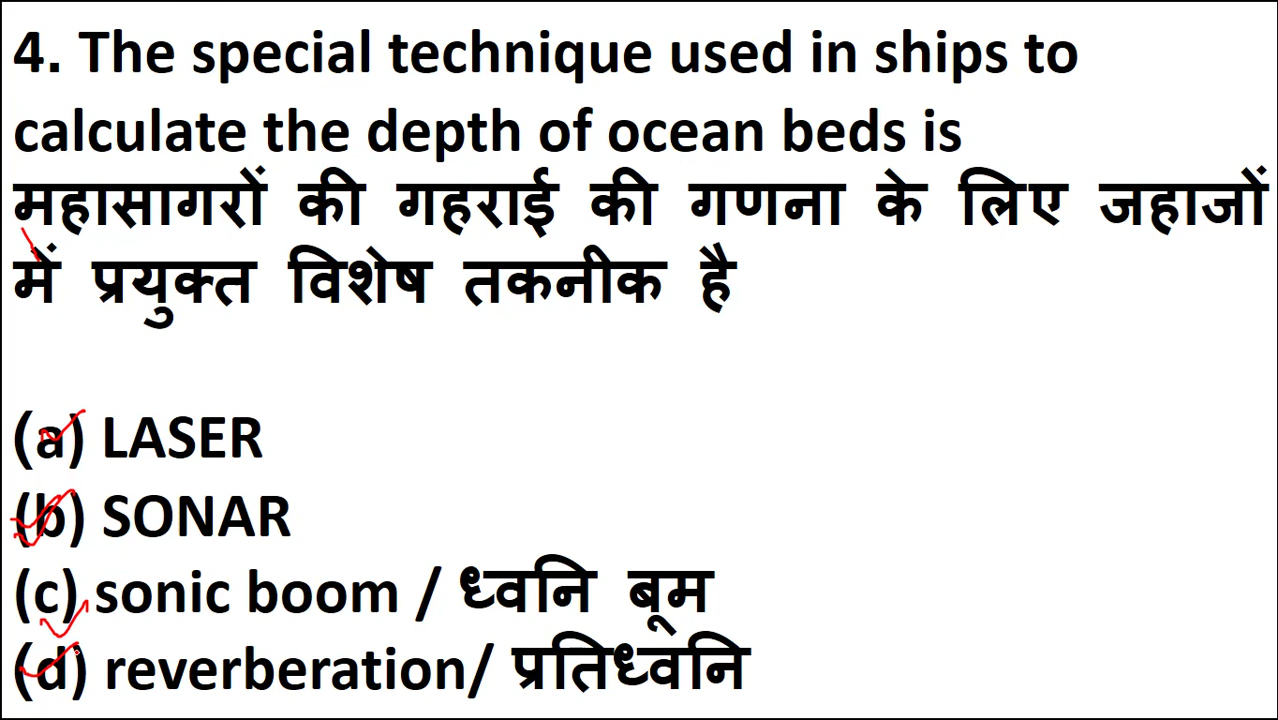 4. The special technique used in ships to
calculate the depth of ocean beds is
महासागरों की गहराई की गणना के लिए जहाजों
में प्रयुक्त विशेष तकनीक है
(a) LASER
(b) SONAR
(c) sonic boom / ध्वनि बूम
(d) reverberation/ प्रतिध्वनि